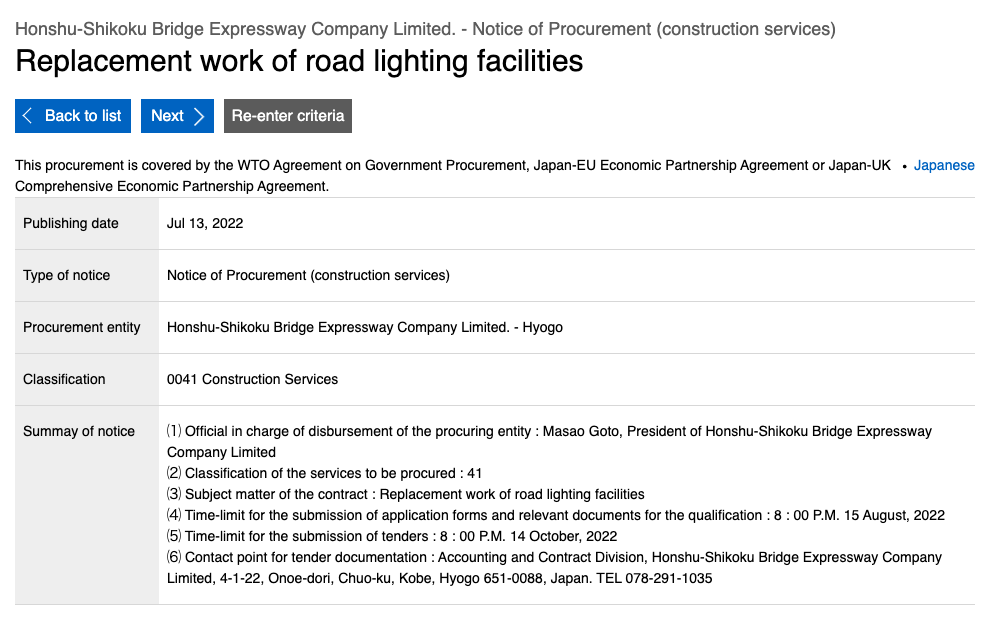 Honshu-Shikoku Bridge Expressway Company Limited. - Notice of Procurement (construction services)
Replacement work of road lighting facilities
Back to list
Next
Re-enter criteria
This procurement is covered by the WTO Agreement on Government Procurement, Japan-EU Economic Partnership Agreement or Japan-UK • Japanese
Comprehensive Economic Partnership Agreement.
Publishing date Jul 13, 2022
Type of notice Notice of Procurement (construction services)
Procurement entity Honshu-Shikoku Bridge Expressway Company Limited. - Hyogo
Classification 0041 Construction Services
Summay of notice ⑴ Official in charge of disbursement of the procuring entity : Masao Goto, President of Honshu-Shikoku Bridge Expressway
Company Limited
⑵ Classification of the services to be procured : 41
⑶ Subject matter of the contract : Replacement work of road lighting facilities
⑷ Time-limit for the submission of application forms and relevant documents for the qualification : 8 : 00 P.M. 15 August, 2022
⑸ Time-limit for the submission of tenders : 8 : 00 P.M. 14 October, 2022
⑹ Contact point for tender documentation : Accounting and Contract Division, Honshu-Shikoku Bridge Expressway Company
Limited, 4-1-22, Onoe-dori, Chuo-ku, Kobe, Hyogo 651-0088, Japan. TEL 078-291-1035